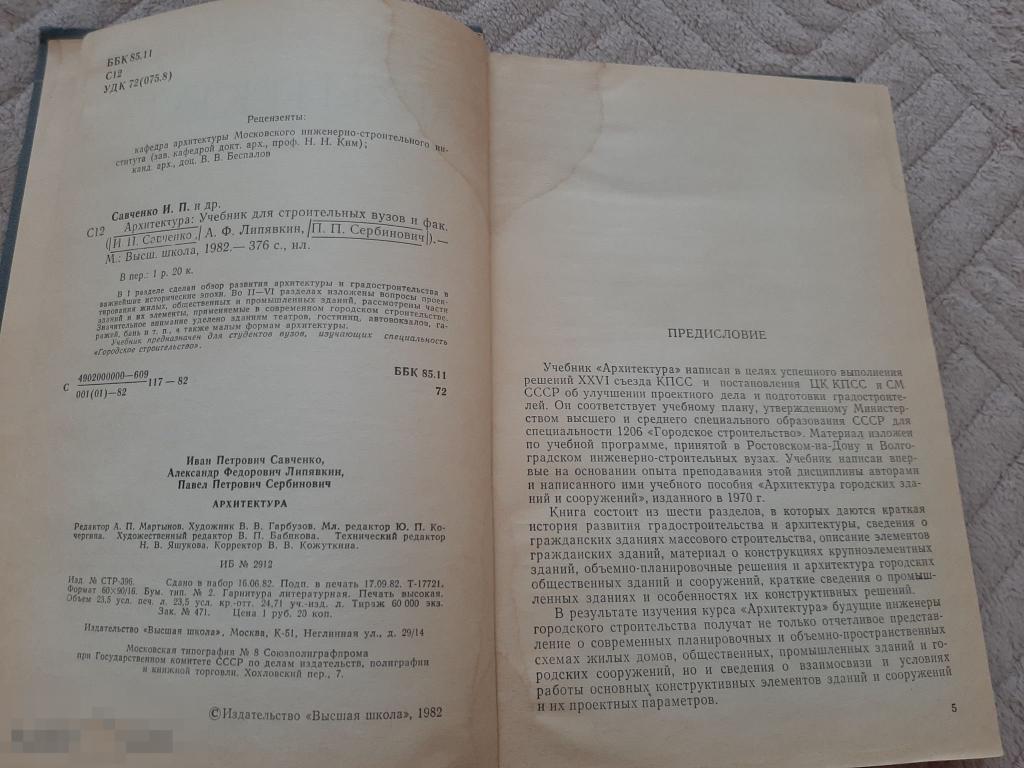 ББК 85.11
С12
УДК 72(075.8)
Рецензенты:
кафедра архитектуры Московского инженерно-строительного ин-
ститута (зав. кафедрой докт. арх., проф. Н. Н. Ким);
канд. арх., доц. В. В. Беспалов
Савченко И. П. и др.
С12 Архитектура: Учебник для строительных вузов и фак.
(И. П. Савченко, А. Ф. Липявкин, П. П. Сербинович).—
М.: Высш. школа, 1982.— 376 с., ил.
В пер.: 1 р. 20 к.
В I разделе сделан обзор развития архитектуры и градостроительства в
важнейшие исторические эпохи. Во II—VI разделах изложены вопросы проек-
тирования жилых, общественных и промышленных зданий, рассмотрены части
зданий и их элементы, применяемые в современном городском строительстве.
Значительное внимание уделено зданиям театров, гостиниц, автовокзалов, га-
ражей, бань и т. п., а также малым формам архитектуры.
Учебник предназначен для студентов вузов, изучающих специальность
«Городское строительство».
С 4902000000—609 117—82 ББК 85.11
001(01)—82 72
Иван Петрович Савченко,
Александр Федорович Липявкин,
Павел Петрович Сербинович
АРХИТЕКТУРА
Редактор А. П. Мартынов. Художник В. В. Гарбузов. Мл. редактор Ю. П. Ко-
чергина. Художественный редактор В. П. Бабикова. Технический редактор
Н. В. Яшукова. Корректор В. В. Кожуткина.
ИБ № 2912
Изд. № СТР-396. Сдано в набор 16.06.82. Подп. в печать 17.09.82. Т-17721.
Формат 60×90/16. Бум. тип. № 2. Гарнитура литературная. Печать высокая.
Объем 23,5 усл. печ. л. 23,5 усл. кр.-отт. 24,71 уч.-изд. л. Тираж 60 000 экз.
Зак. № 471. Цена 1 руб. 20 коп.
Издательство «Высшая школа», Москва, К-51, Неглинная ул., д. 29/14
Московская типография № 8 Союзполиграфпрома
при Государственном комитете СССР по делам издательств, полиграфии
и книжной торговли. Хохловский пер., 7.
© Издательство «Высшая школа», 1982
ПРЕДИСЛОВИЕ
Учебник «Архитектура» написан в целях успешного выполнения
решений XXVI съезда КПСС и постановления ЦК КПСС и СМ
СССР об улучшении проектного дела и подготовки градостроите-
лей. Он соответствует учебному плану, утвержденному Министер-
ством высшего и среднего специального образования СССР для
специальности 1206 «Городское строительство». Материал изложен
по учебной программе, принятой в Ростовском-на-Дону и Волго-
градском инженерно-строительных вузах. Учебник написан впер-
вые на основании опыта преподавания этой дисциплины авторами
и написанного ими учебного пособия «Архитектура городских зда-
ний и сооружений», изданного в 1970 г.
Книга состоит из шести разделов, в которых даются краткая
история развития градостроительства и архитектуры, сведения о
гражданских зданиях массового строительства, описание элементов
гражданских зданий, материал о конструкциях крупноэлементных
зданий, объемно-планировочные решения и архитектура городских
общественных зданий и сооружений, краткие сведения о промыш-
ленных зданиях и особенностях их конструктивных решений.
В результате изучения курса «Архитектура» будущие инженеры
городского строительства получат не только отчетливое представ-
ление о современных планировочных и объемно-пространственных
схемах жилых домов, общественных, промышленных зданий и го-
родских сооружений, но и сведения о взаимосвязи и условиях
работы основных конструктивных элементов зданий и сооружений
и их проектных параметров.
5